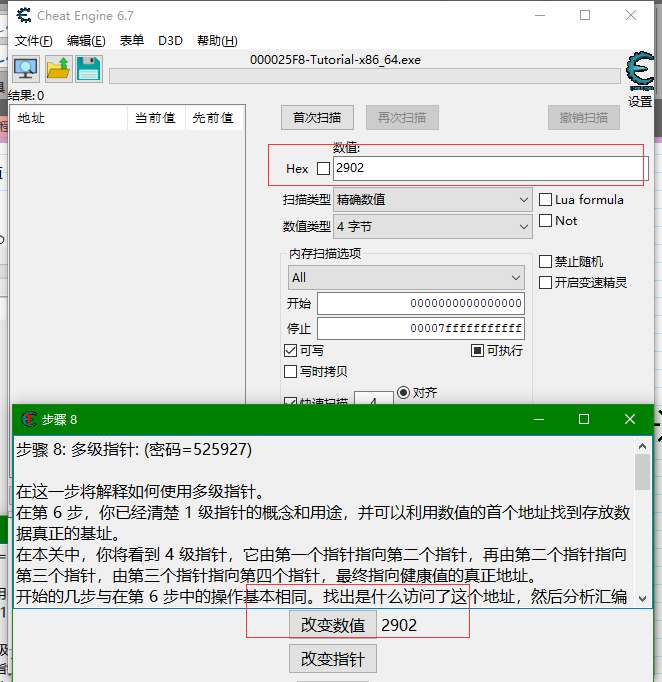 Cheat Engine 6.7
文件(F) 编辑(E) 表单 D3D 帮助(H)
000025F8-Tutorial-x86_64.exe
结果:0
设置
地址 当前值 先前值
首次扫描 再次扫描 撤销扫描
数值:
Hex 2902
扫描类型 精确数值 Lua formula
数值类型 4 字节 Not
内存扫描选项
All
禁止随机
开启变速精灵
开始 0000000000000000
停止 00007fffffffffff
可写 可执行
写时拷贝
快速扫描 4 对齐
步骤 8
步骤 8: 多级指针: (密码=525927)
在这一步将解释如何使用多级指针。
在第 6 步，你已经清楚 1 级指针的概念和用途，并可以利用数值的首个地址找到存放数
据真正的基址。
在本关中，你将看到 4 级指针，它由第一个指针指向第二个指针，再由第二个指针指向
第三个指针，由第三个指针指向第四个指针，最终指向健康值的真正地址。
开始的几步与在第 6 步中的操作基本相同。找出是什么访问了这个地址，然后分析汇编
改变数值 2902
改变指针